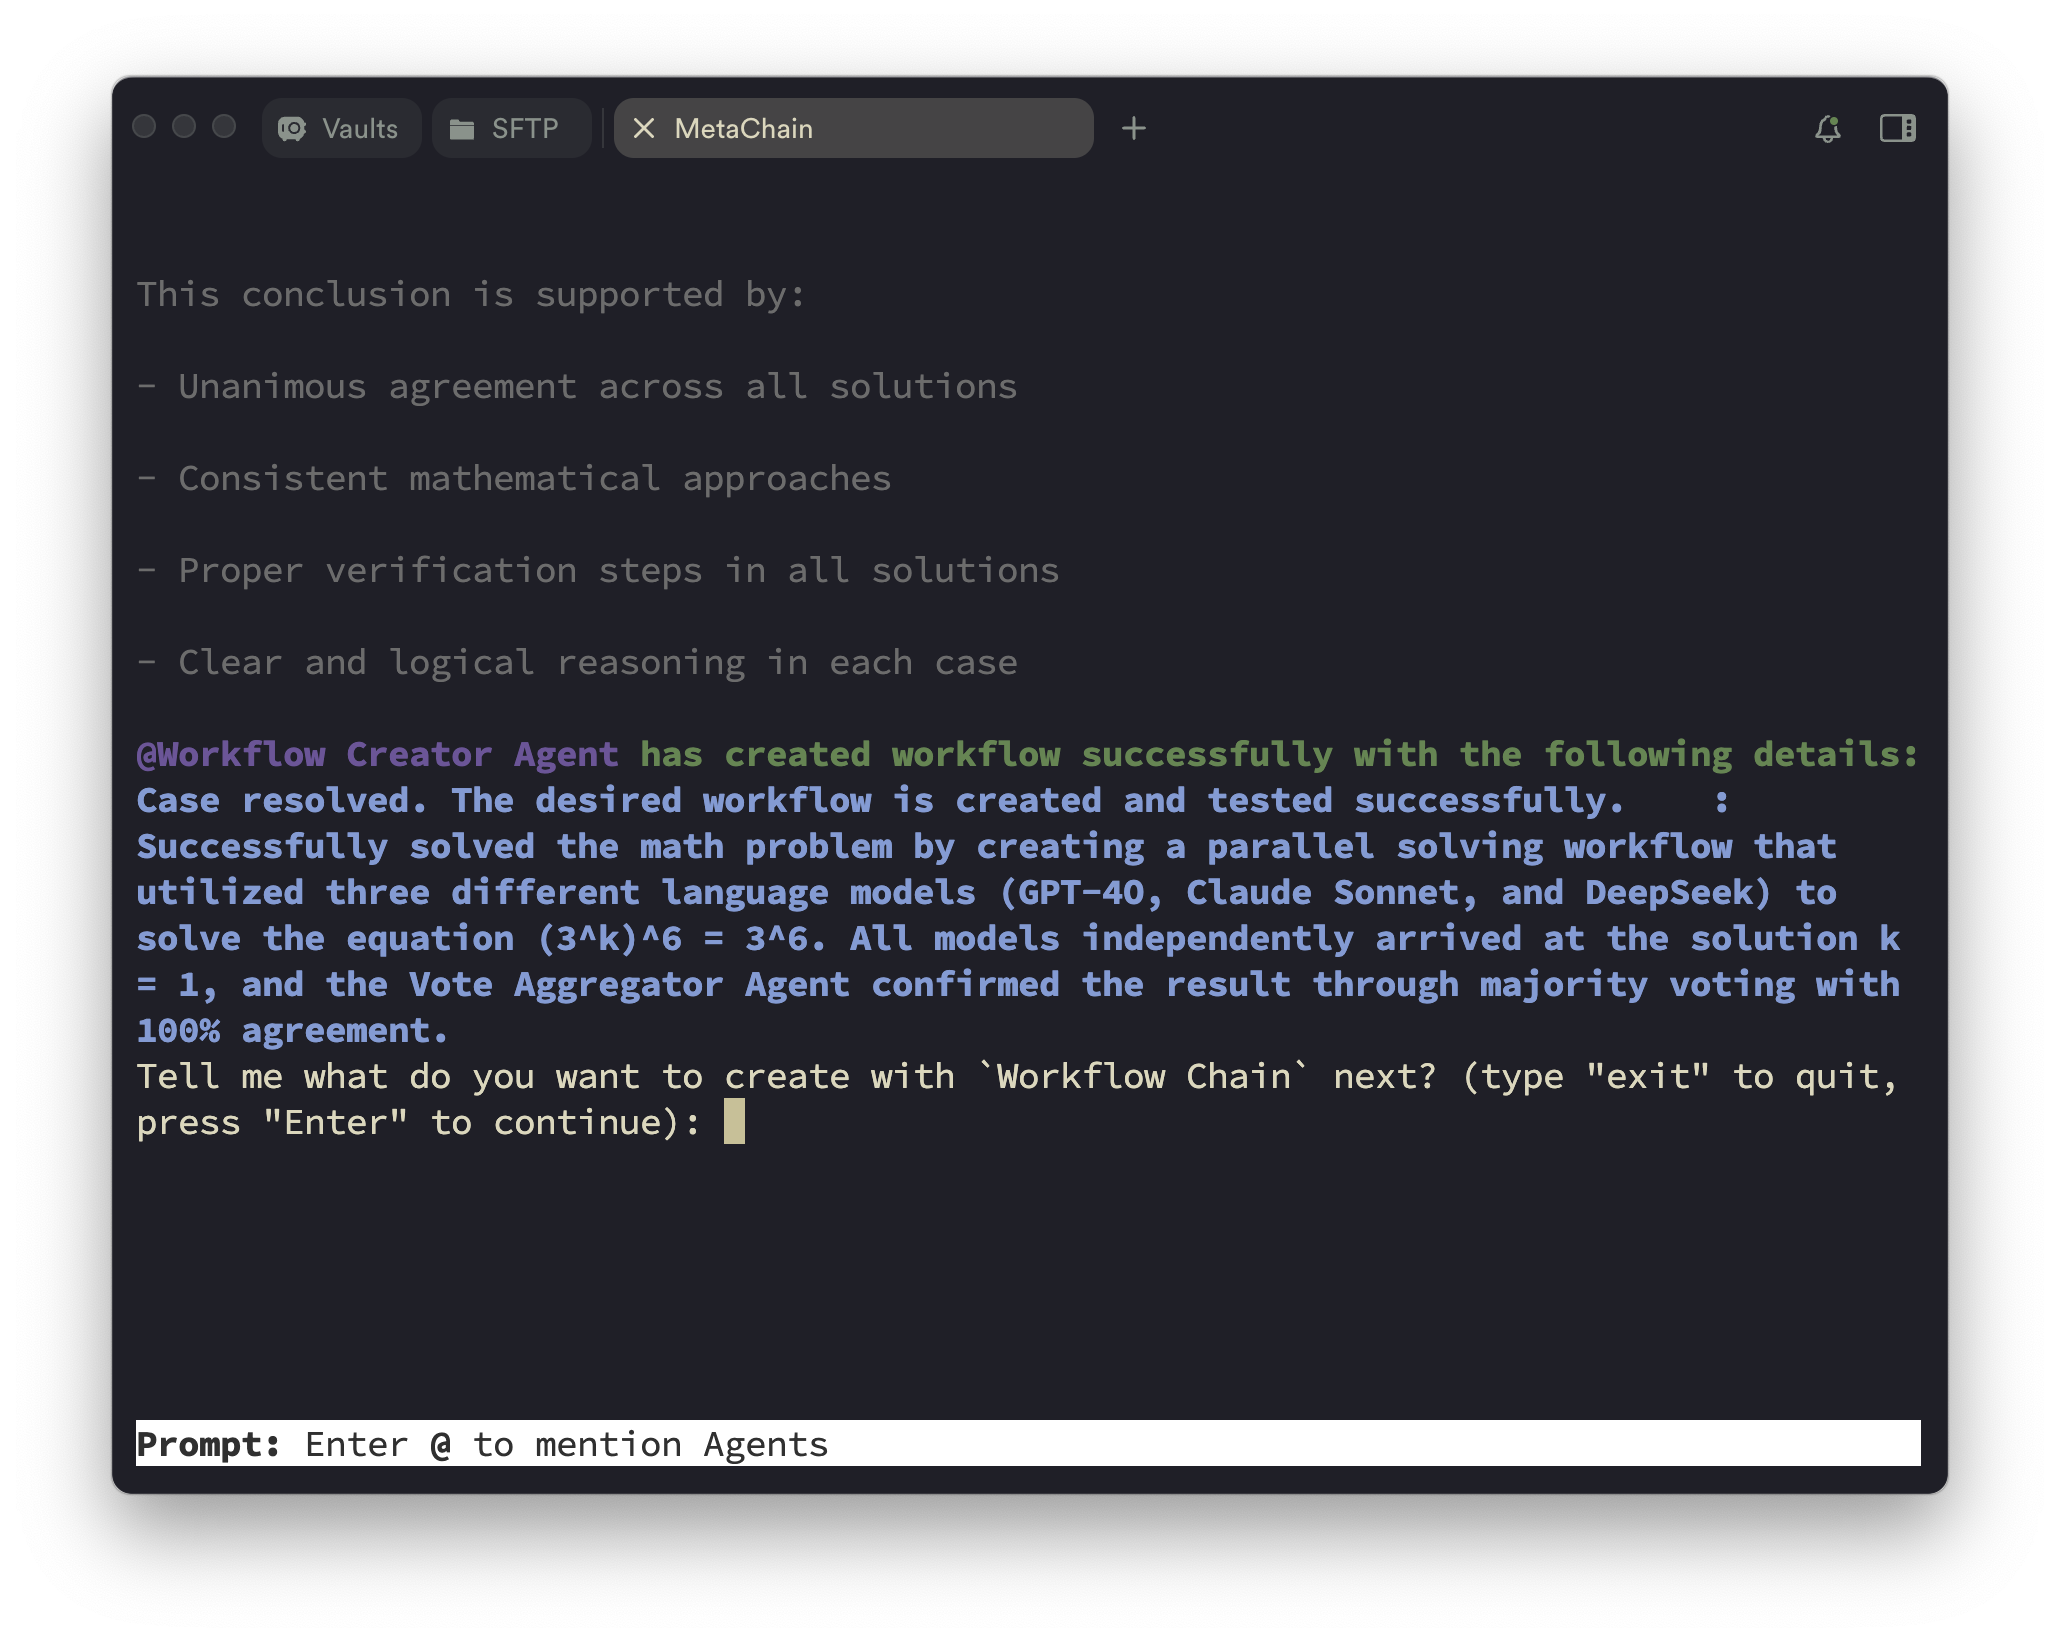 Vaults SFTP MetaChain
This conclusion is supported by:
- Unanimous agreement across all solutions
- Consistent mathematical approaches
- Proper verification steps in all solutions
- Clear and logical reasoning in each case
@Workflow Creator Agent has created workflow successfully with the following details:
Case resolved. The desired workflow is created and tested successfully.    :
Successfully solved the math problem by creating a parallel solving workflow that
utilized three different language models (GPT-4O, Claude Sonnet, and DeepSeek) to
solve the equation (3^k)^6 = 3^6. All models independently arrived at the solution k
= 1, and the Vote Aggregator Agent confirmed the result through majority voting with
100% agreement.
Tell me what do you want to create with `Workflow Chain` next? (type "exit" to quit,
press "Enter" to continue):
Prompt: Enter @ to mention Agents